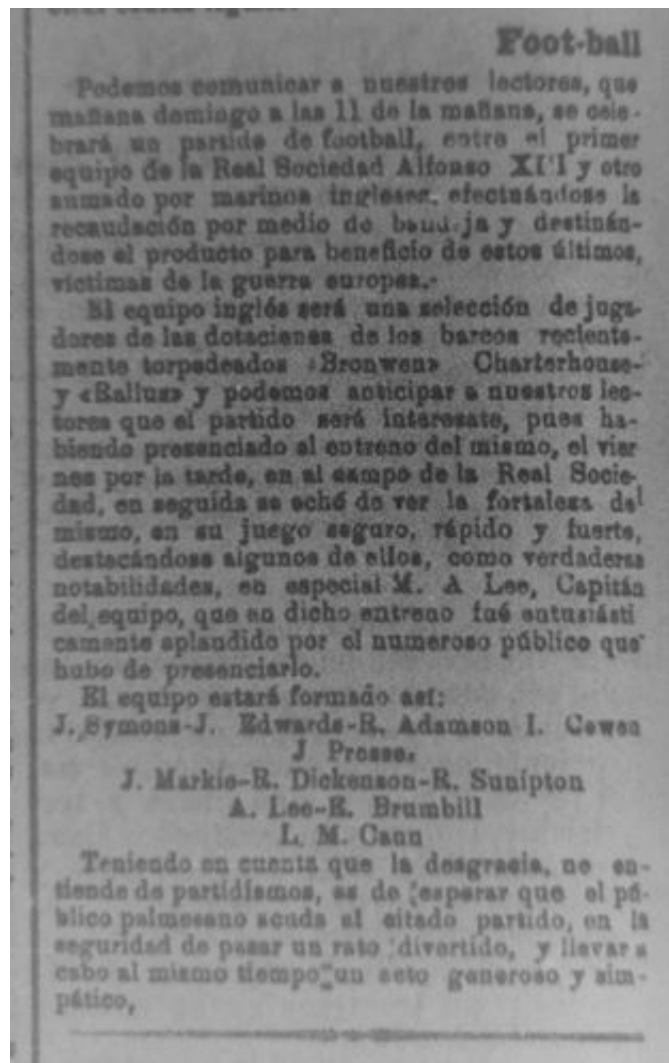 Foot-ball
Podemos comunicar a nuestros lectores, que
mañana domingo a las 11 de la mañana, se cele-
brará un partido de football, entre el primer
equipo de la Real Sociedad Alfonso XIII y otro
armado por marinos ingleses, efectuándose la
recaudación por medio de bandeja y destinán-
dose el producto para beneficio de estos últimos,
víctimas de la guerra europea.-
El equipo inglés será una selección de juga-
dores de las dotaciones de los barcos reciente-
mente torpedeados «Bronwen» Charterhouse-
y «Ballus» y podemos anticipar a nuestros lec-
tores que el partido será interesate, pues ha-
biendo presenciado el entreno del mismo, el vier
nes por la tarde, en al campo de la Real Socie-
dad, en seguida se echó de ver la fortaleza del
mismo, en su juego seguro, rápido y fuerte,
destacándose algunos de ellos, como verdaderas
notabilidades, en especial M. A Lee, Capitán
del equipo, que en dicho entreno fué entusiásti
camente aplaudido por el numeroso público que
hubo de presenciarlo.
El equipo estará formado así:
J. Symons-J. Edwards-R. Adamson I. Cowen
J Prosser
J. Markie-R. Dickenson-R. Sunipton
A. Lee-E. Brumbill
L. M. Cann
Teniendo en cuenta que la desgracia, no en-
tiende de partidismos, es de esperar que el pú-
blico palmesano acuda al citado partido, en la
seguridad de pasar un rato divertido, y llevar a
cabo al mismo tiempo un acto generoso y sim-
pático,